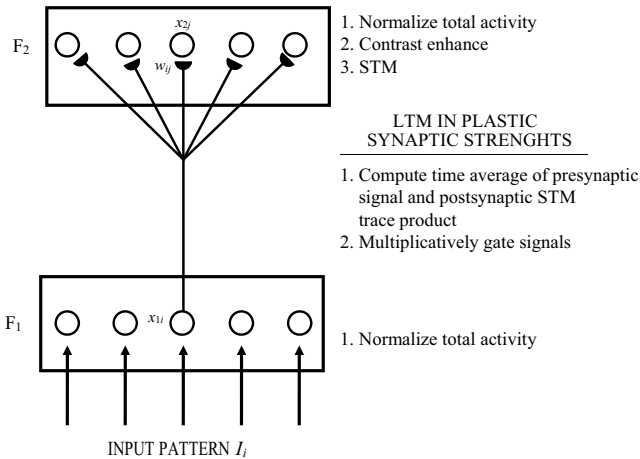 x2j
F2
wij
1. Normalize total activity
2. Contrast enhance
3. STM
LTM IN PLASTIC
SYNAPTIC STRENGHTS
1. Compute time average of presynaptic
signal and postsynaptic STM
trace product
2. Multiplicatively gate signals
F1
x1i
1. Normalize total activity
INPUT PATTERN Ii